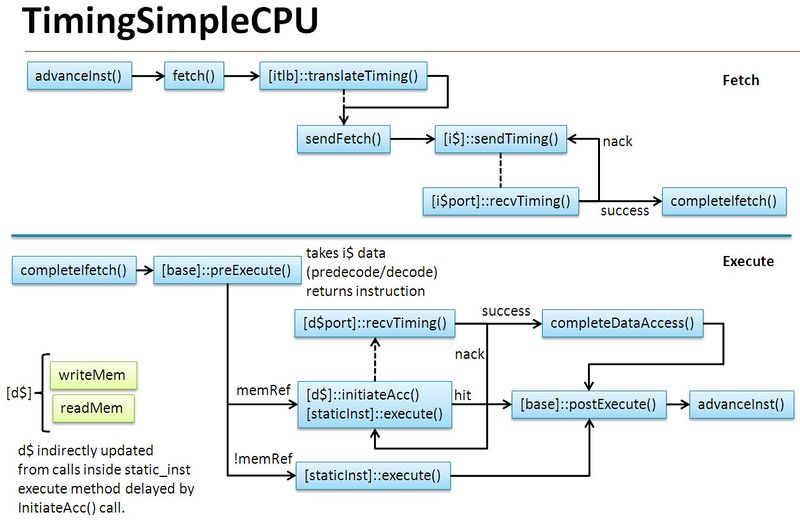 TimingSimpleCPU
advanceInst()
fetch()
[itlb]::translateTiming()
Fetch
sendFetch()
[i$]::sendTiming()
nack
[i$port]::recvTiming()
success
completeIfetch()
completeIfetch()
[base]::preExecute()
takes i$ data
(predecode/decode)
returns instruction
Execute
[d$port]::recvTiming()
success
completeDataAccess()
nack
[d$]
writeMem
readMem
memRef
[d$]::initiateAcc()
[staticInst]::execute()
hit
[base]::postExecute()
advanceInst()
!memRef
[staticInst]::execute()
d$ indirectly updated
from calls inside static_inst
execute method delayed by
InitiateAcc() call.